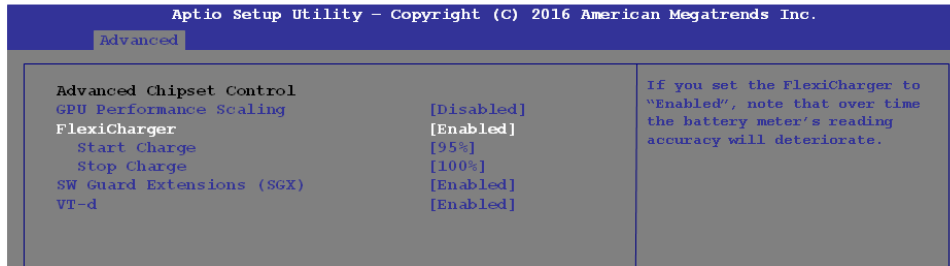 Aptio Setup Utility – Copyright (C) 2016 American Megatrends Inc.
Advanced
Advanced Chipset Control
GPU Performance Scaling [Disabled]
FlexiCharger [Enabled]
Start Charge [95%]
Stop Charge [100%]
SW Guard Extensions (SGX) [Enabled]
VT-d [Enabled]
If you set the FlexiCharger to
“Enabled”, note that over time
the battery meter’s reading
accuracy will deteriorate.